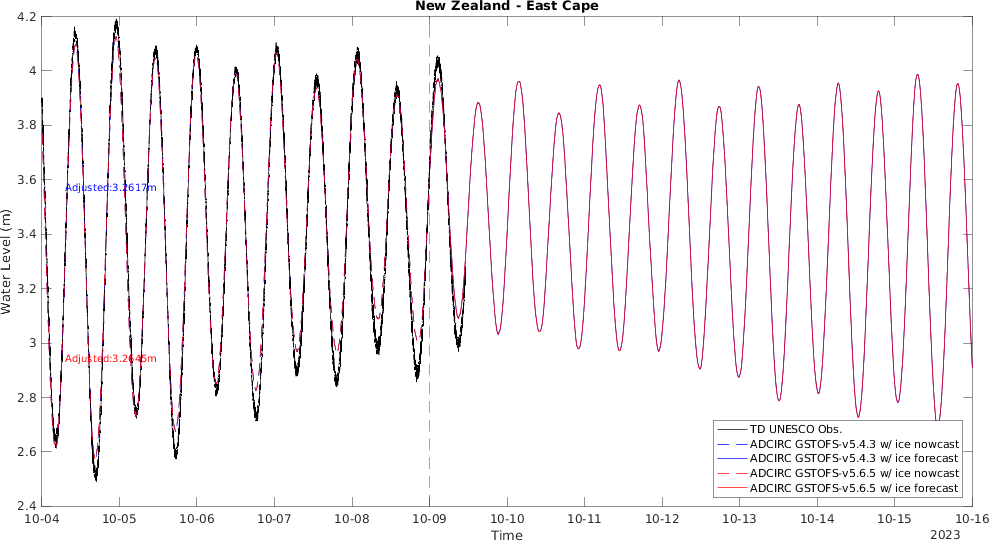 New Zealand - East Cape
4.2
4
3.8
3.6
3.4
3.2
3
2.8
2.6
2.4
Water Level (m)
Adjusted:3.2617m
Adjusted:3.2645m
TD UNESCO Obs.
ADCIRC GSTOFS-v5.4.3 w/ ice nowcast
ADCIRC GSTOFS-v5.4.3 w/ ice forecast
ADCIRC GSTOFS-v5.6.5 w/ ice nowcast
ADCIRC GSTOFS-v5.6.5 w/ ice forecast
10-04 10-05 10-06 10-07 10-08 10-09 10-10 10-11 10-12 10-13 10-14 10-15 10-16
Time
2023